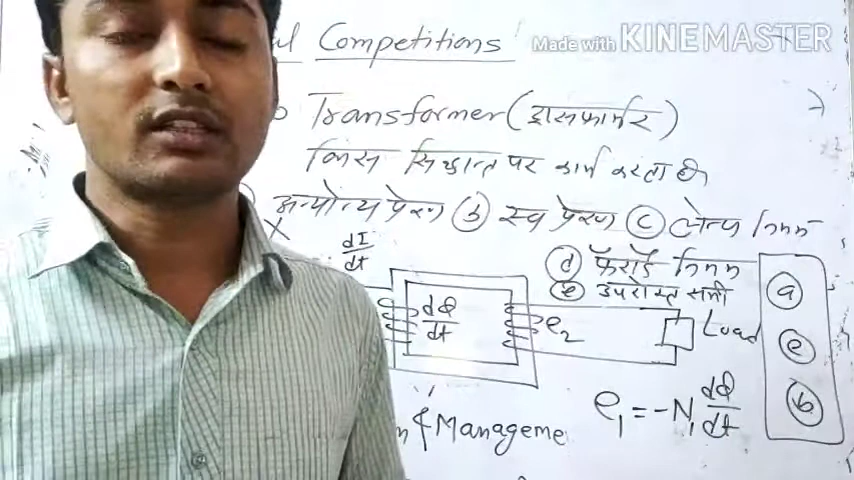 Competitions
Made with KINEMASTER
Transformer (ट्रांसफार्मर)
किस सिद्धान्त पर कार्य करता है
अन्योन्य प्रेरण (b) स्व प्रेरण (c) लेन्ज नियम
(d) फैराडे नियम
(e) उपरोक्त सभी
dI/dt
dΦ/dt
e2
Load
a
e
b
e1 = -N1 dΦ/dt
& Manageme